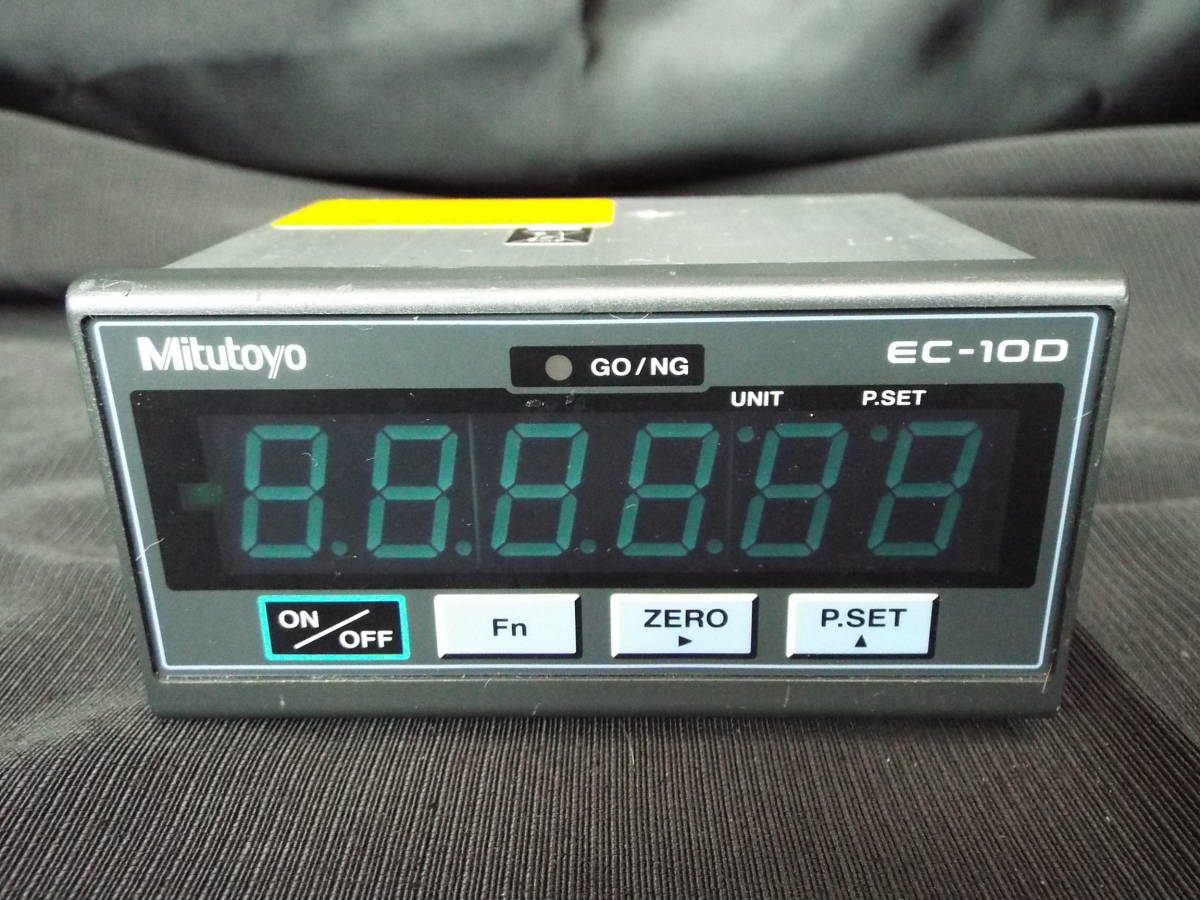 Mitutoyo
GO/NG
EC-10D
UNIT
P.SET
ON/OFF
Fn
ZERO
▶
P.SET
▲